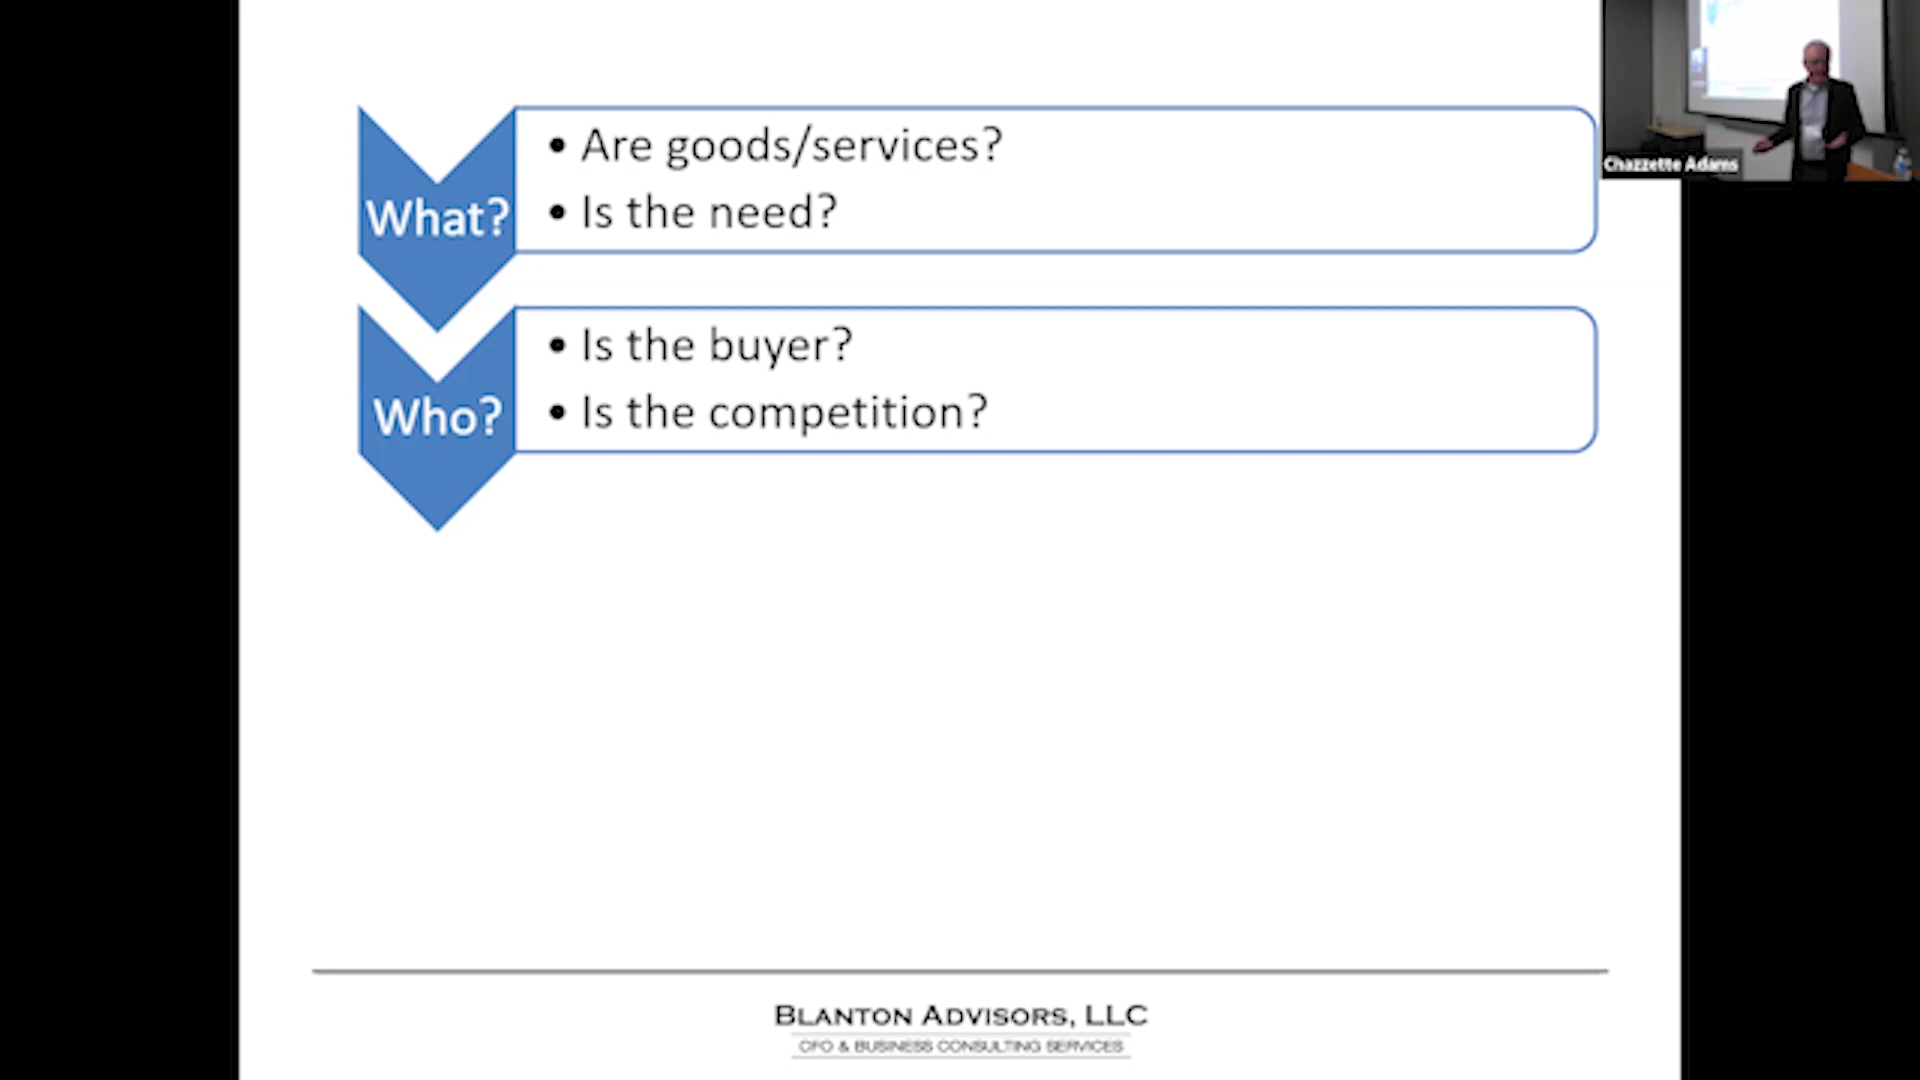 What?
• Are goods/services?
• Is the need?
Who?
• Is the buyer?
• Is the competition?
Chazzette Adams
BLANTON ADVISORS, LLC
CFO & BUSINESS CONSULTING SERVICES